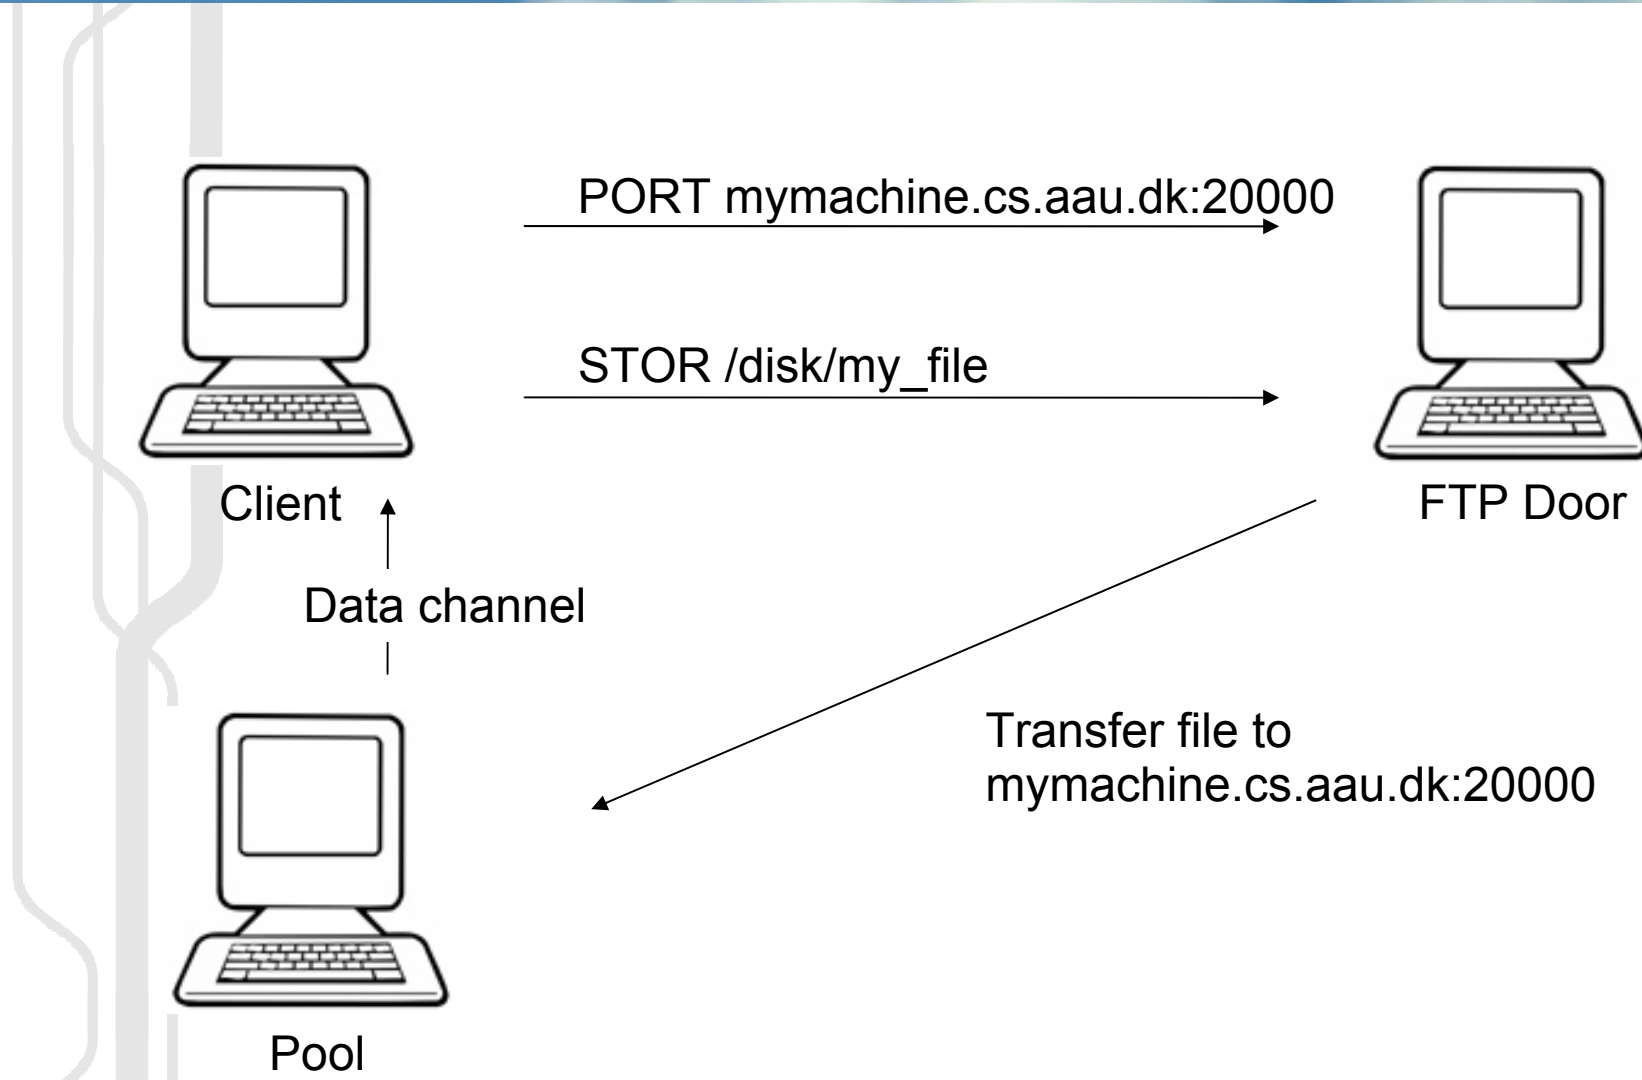 PORT mymachine.cs.aau.dk:20000
STOR /disk/my_file
Client
FTP Door
Data channel
Transfer file to
mymachine.cs.aau.dk:20000
Pool